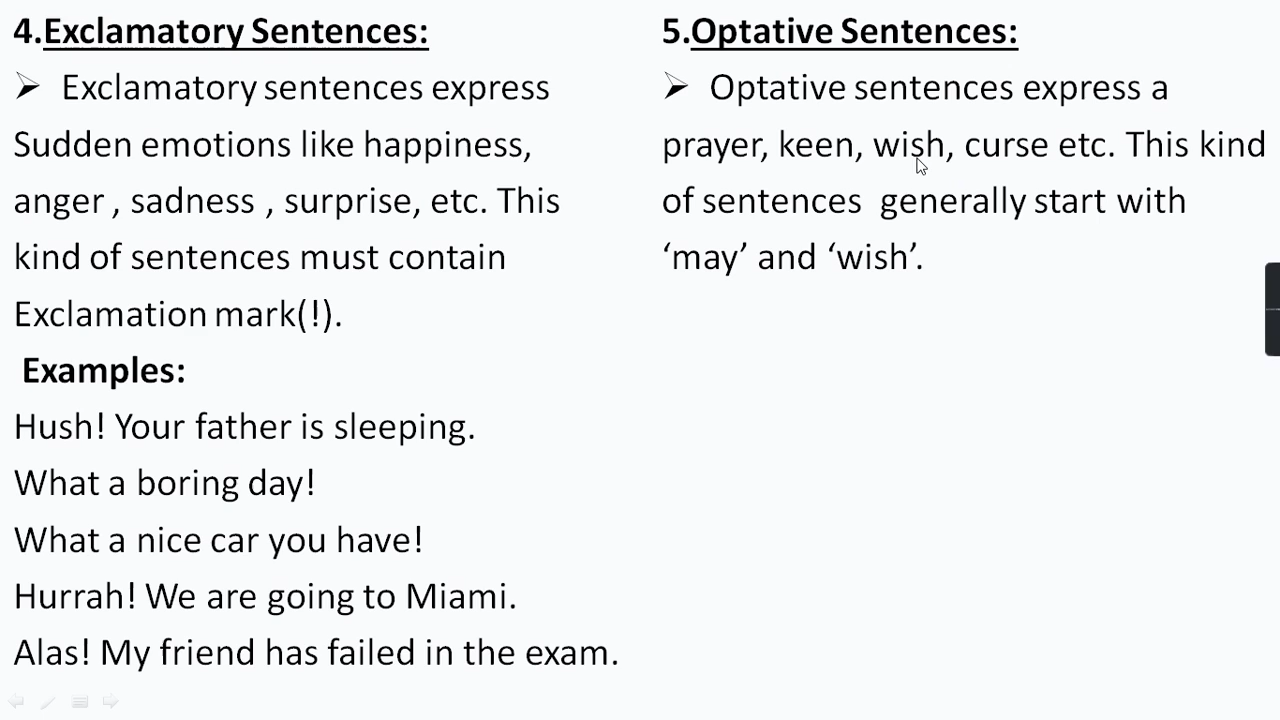 4.Exclamatory Sentences:
➢ Exclamatory sentences express
Sudden emotions like happiness,
anger , sadness , surprise, etc. This
kind of sentences must contain
Exclamation mark(!).
Examples:
Hush! Your father is sleeping.
What a boring day!
What a nice car you have!
Hurrah! We are going to Miami.
Alas! My friend has failed in the exam.
5.Optative Sentences:
➢ Optative sentences express a
prayer, keen, wish, curse etc. This kind
of sentences generally start with
‘may’ and ‘wish’.